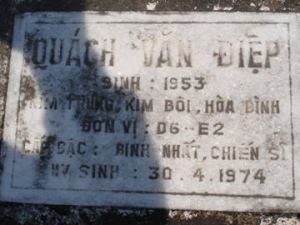 QUÁCH VĂN ĐIỆP
SINH : 1953
KIM TRUNG, KIM BÔI, HÒA BÌNH
ĐƠN VỊ : D6 - E2
CẤP BẬC : BINH NHẤT, CHIẾN SĨ
HY SINH : 30 . 4 . 1974